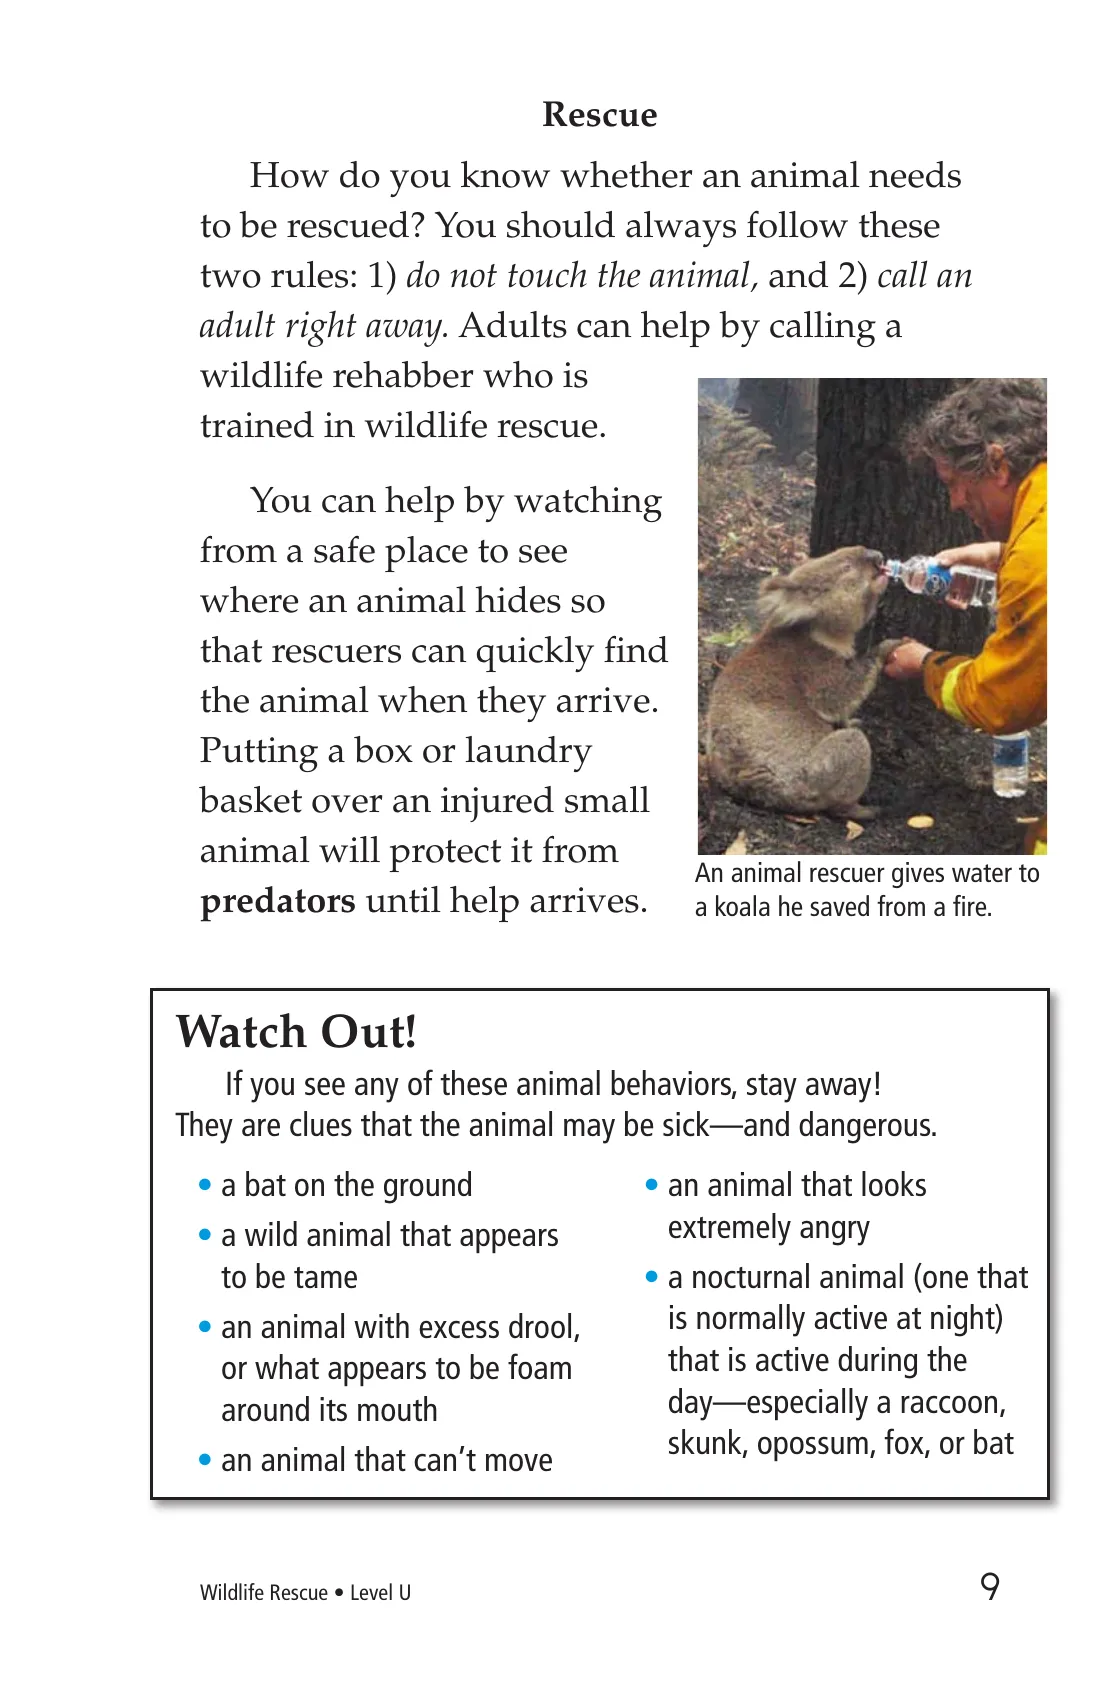 Rescue
How do you know whether an animal needs
to be rescued? You should always follow these
two rules: 1) do not touch the animal, and 2) call an
adult right away. Adults can help by calling a
wildlife rehabber who is
trained in wildlife rescue.
You can help by watching
from a safe place to see
where an animal hides so
that rescuers can quickly find
the animal when they arrive.
Putting a box or laundry
basket over an injured small
animal will protect it from
predators until help arrives.
An animal rescuer gives water to
a koala he saved from a fire.
Watch Out!
If you see any of these animal behaviors, stay away!
They are clues that the animal may be sick—and dangerous.
• a bat on the ground
• a wild animal that appears
to be tame
• an animal with excess drool,
or what appears to be foam
around its mouth
• an animal that can't move
• an animal that looks
extremely angry
• a nocturnal animal (one that
is normally active at night)
that is active during the
day—especially a raccoon,
skunk, opossum, fox, or bat
Wildlife Rescue • Level U
9